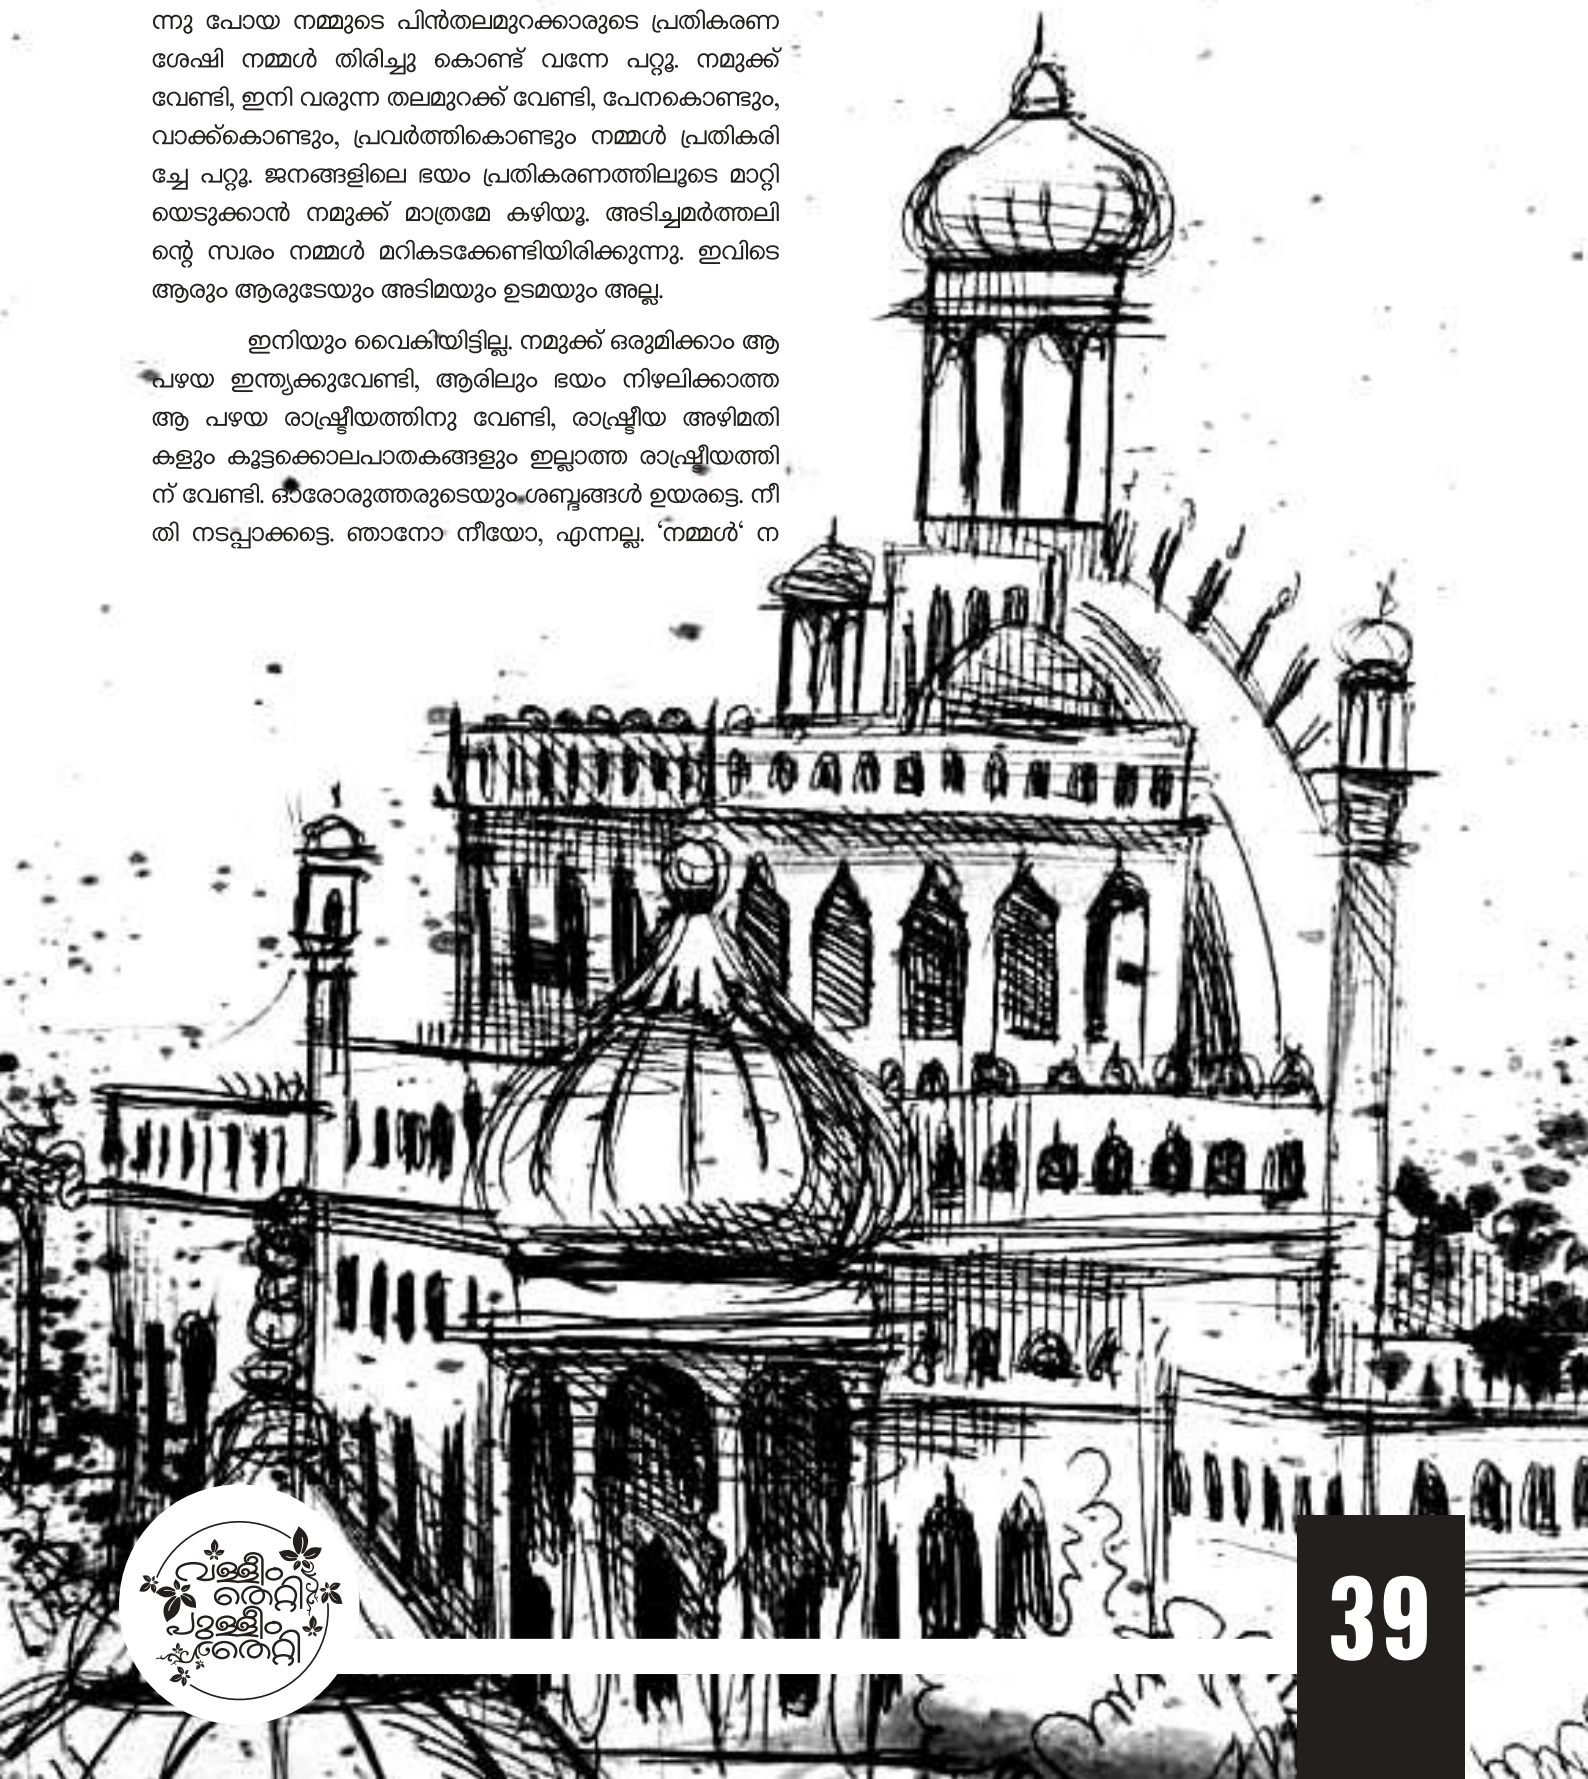 ന്നു പോയ നമ്മുടെ പിൻതലമുറക്കാരുടെ പ്രതികരണ
ശേഷി നമ്മൾ തിരിച്ചു കൊണ്ട് വന്നേ പറ്റൂ. നമുക്ക്
വേണ്ടി, ഇനി വരുന്ന തലമുറക്ക് വേണ്ടി, പേനകൊണ്ടും,
വാക്ക്കൊണ്ടും, പ്രവർത്തികൊണ്ടും നമ്മൾ പ്രതികരി
ച്ചേ പറ്റൂ. ജനങ്ങളിലെ ഭയം പ്രതികരണത്തിലൂടെ മാറ്റി
യെടുക്കാൻ നമുക്ക് മാത്രമേ കഴിയൂ. അടിച്ചമർത്തലി
ന്റെ സ്വരം നമ്മൾ മറികടക്കേണ്ടിയിരിക്കുന്നു. ഇവിടെ
ആരും ആരുടേയും അടിമയും ഉടമയും അല്ല.
ഇനിയും വൈകിയിട്ടില്ല. നമുക്ക് ഒരുമിക്കാം ആ
പഴയ ഇന്ത്യക്കുവേണ്ടി, ആരിലും ഭയം നിഴലിക്കാത്ത
ആ പഴയ രാഷ്ട്രീയത്തിനു വേണ്ടി, രാഷ്ട്രീയ അഴിമതി
കളും കൂട്ടക്കൊലപാതകങ്ങളും ഇല്ലാത്ത രാഷ്ട്രീയത്തി
ന് വേണ്ടി. ഓരോരുത്തരുടെയും ശബ്ദങ്ങൾ ഉയരട്ടെ. നീ
തി നടപ്പാക്കട്ടെ. ഞാനോ നീയോ, എന്നല്ല. ‘നമ്മൾ‘ ന
വള്ളീം
തെറ്റി
പുള്ളീം
തെറ്റി
39